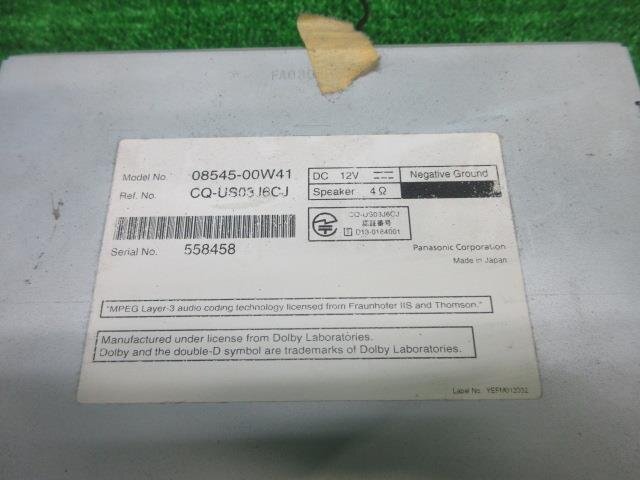 Model No. 08545-00W41
DC 12V Negative Ground
Ref. No. CQ-US03J6CJ
Speaker 4Ω
CQ-US03J6CJ
認証番号
T D13-0184001
Serial No. 558458
Panasonic Corporation
Made in Japan
"MPEG Layer-3 audio coding technology licensed from Fraunhofer IIS and Thomson."
Manufactured under license from Dolby Laboratories.
Dolby and the double-D symbol are trademarks of Dolby Laboratories.
Label No.